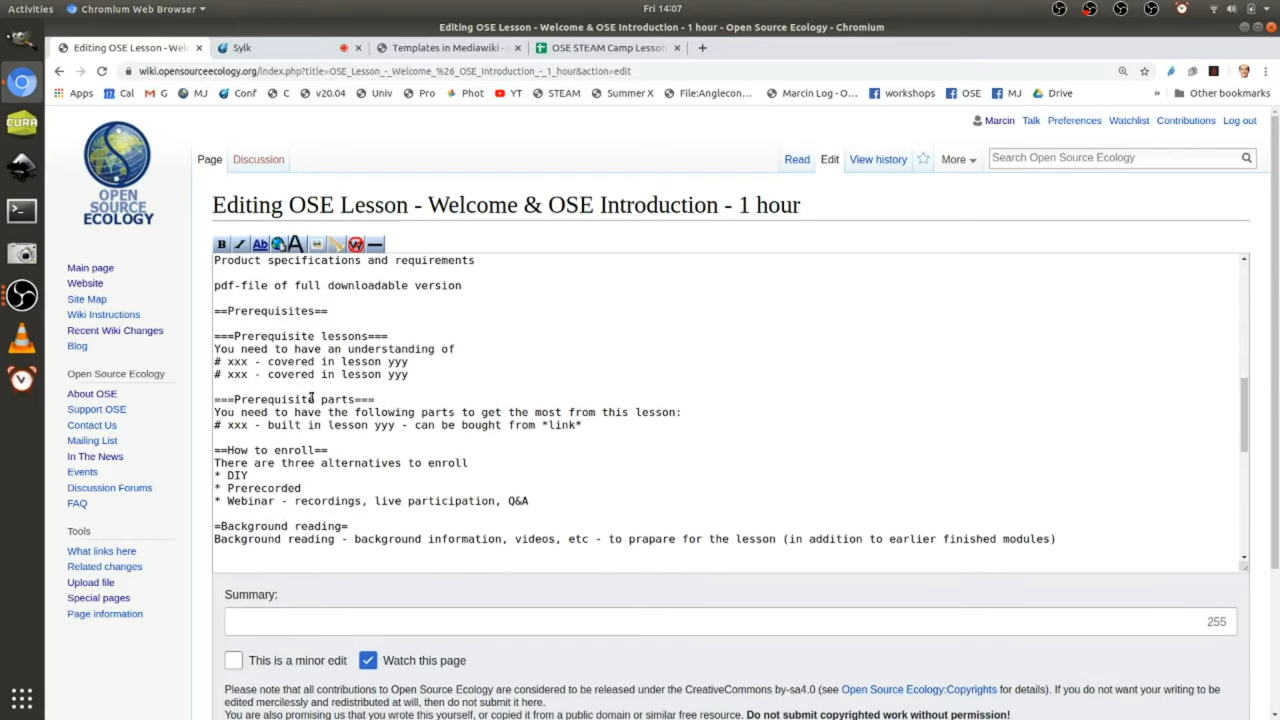 Activities
Chromium Web Browser
Fri 14:07
Editing OSE Lesson - Welcome & OSE Introduction - 1 hour - Open Source Ecology - Chromium
Editing OSE Lesson - Wel
Sylk
Templates in Mediawiki -
OSE STEAM Camp Lesson
wiki.opensourceecology.org/index.php?title=OSE_Lesson_-_Welcome_%26_OSE_Introduction_-_1_hour&action=edit
Apps
Cal
G
MJ
Conf
C
v20.04
Univ
Pro
Phot
YT
STEAM
Summer X
File:Anglecon...
Marcin Log - O...
workshops
OSE
MJ
Drive
»
Other bookmarks
CURA
OPEN
SOURCE
ECOLOGY
Marcin Talk Preferences Watchlist Contributions Log out
Page Discussion
Read Edit View history More
Search Open Source Ecology
Editing OSE Lesson - Welcome & OSE Introduction - 1 hour
B
Ab
A
Product specifications and requirements
pdf-file of full downloadable version
==Prerequisites==
===Prerequisite lessons===
You need to have an understanding of
# xxx - covered in lesson yyy
# xxx - covered in lesson yyy
===Prerequisite parts===
You need to have the following parts to get the most from this lesson:
# xxx - built in lesson yyy - can be bought from *link*
==How to enroll==
There are three alternatives to enroll
* DIY
* Prerecorded
* Webinar - recordings, live participation, Q&A
=Background reading=
Background reading - background information, videos, etc - to prapare for the lesson (in addition to earlier finished modules)
Main page
Website
Site Map
Wiki Instructions
Recent Wiki Changes
Blog
Open Source Ecology
About OSE
Support OSE
Contact Us
Mailing List
In The News
Events
Discussion Forums
FAQ
Tools
What links here
Related changes
Upload file
Special pages
Page information
Summary:
255
This is a minor edit
Watch this page
Please note that all contributions to Open Source Ecology are considered to be released under the CreativeCommons by-sa4.0 (see Open Source Ecology:Copyrights for details). If you do not want your writing to be
edited mercilessly and redistributed at will, then do not submit it here.
You are also promising us that you wrote this yourself, or copied it from a public domain or similar free resource. Do not submit copyrighted work without permission!